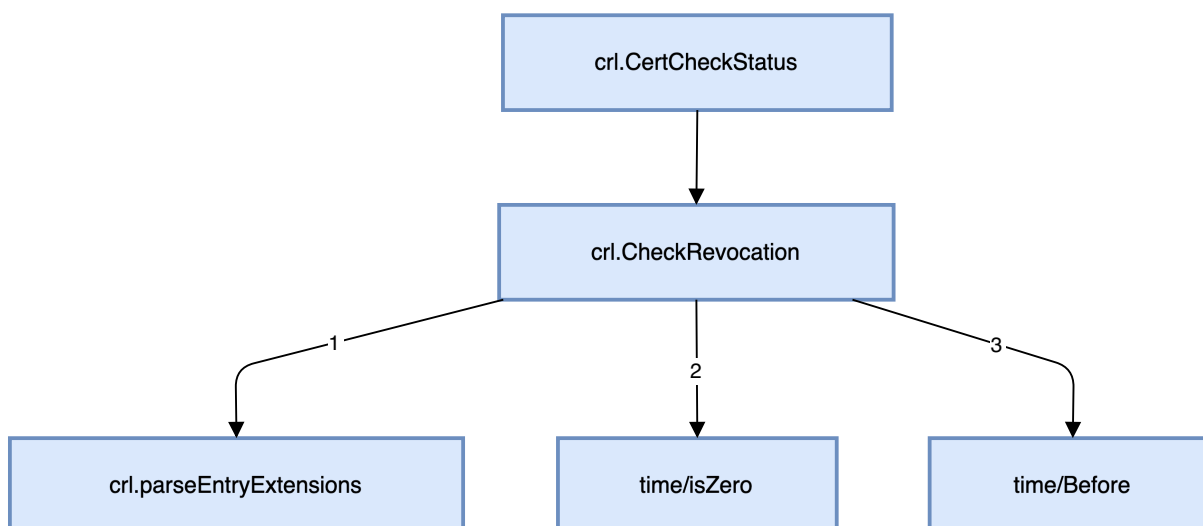 crl.CertCheckStatus
crl.CheckRevocation
1
2
3
crl.parseEntryExtensions
time/isZero
time/Before